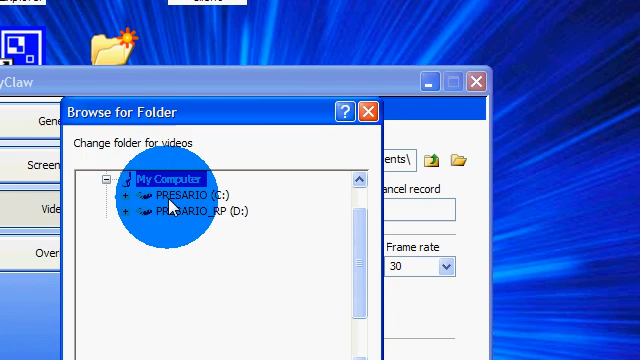 yClaw
Browse for Folder
Change folder for videos
My Computer
PRESARIO (C:)
PRESARIO_RP (D:)
Gene
Screen
Vide
Over
ents\
ancel record
Frame rate
30